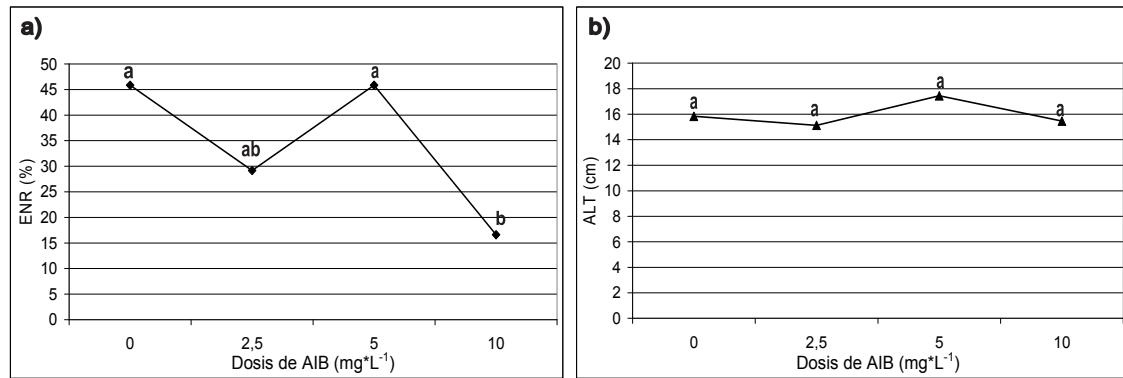 a)
50
45
40
35
30
25
20
15
10
5
0
ENR (%)
a
ab
a
b
0 2,5 5 10
Dosis de AIB (mg*L⁻¹)
b)
20
18
16
14
12
10
8
6
4
2
0
ALT (cm)
a
a
a
a
0 2,5 5 10
Dosis de AIB (mg*L⁻¹)